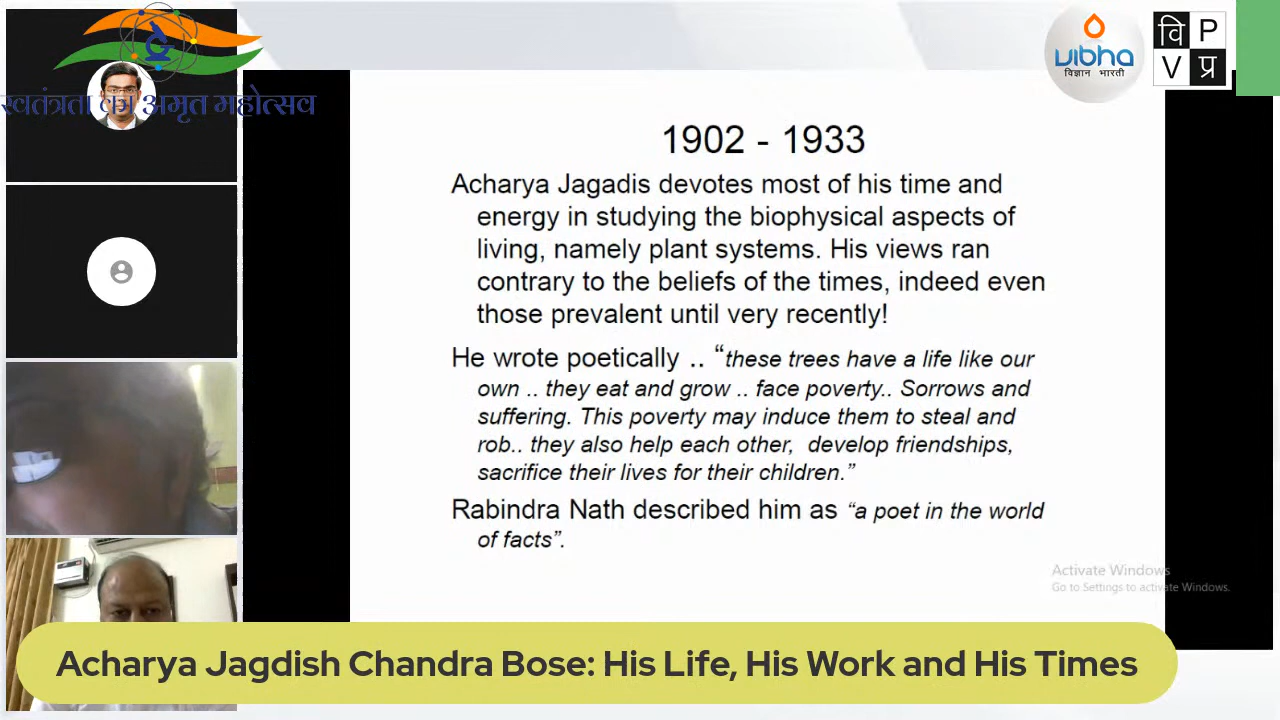 स्वतंत्रता का अमृत महोत्सव
vibha
विज्ञान भारती
वि P
V प्र
1902 - 1933
Acharya Jagadis devotes most of his time and
energy in studying the biophysical aspects of
living, namely plant systems. His views ran
contrary to the beliefs of the times, indeed even
those prevalent until very recently!
He wrote poetically .. “these trees have a life like our
own .. they eat and grow .. face poverty.. Sorrows and
suffering. This poverty may induce them to steal and
rob.. they also help each other, develop friendships,
sacrifice their lives for their children.”
Rabindra Nath described him as “a poet in the world
of facts”.
Activate Windows
Go to Settings to activate Windows.
Acharya Jagdish Chandra Bose: His Life, His Work and His Times